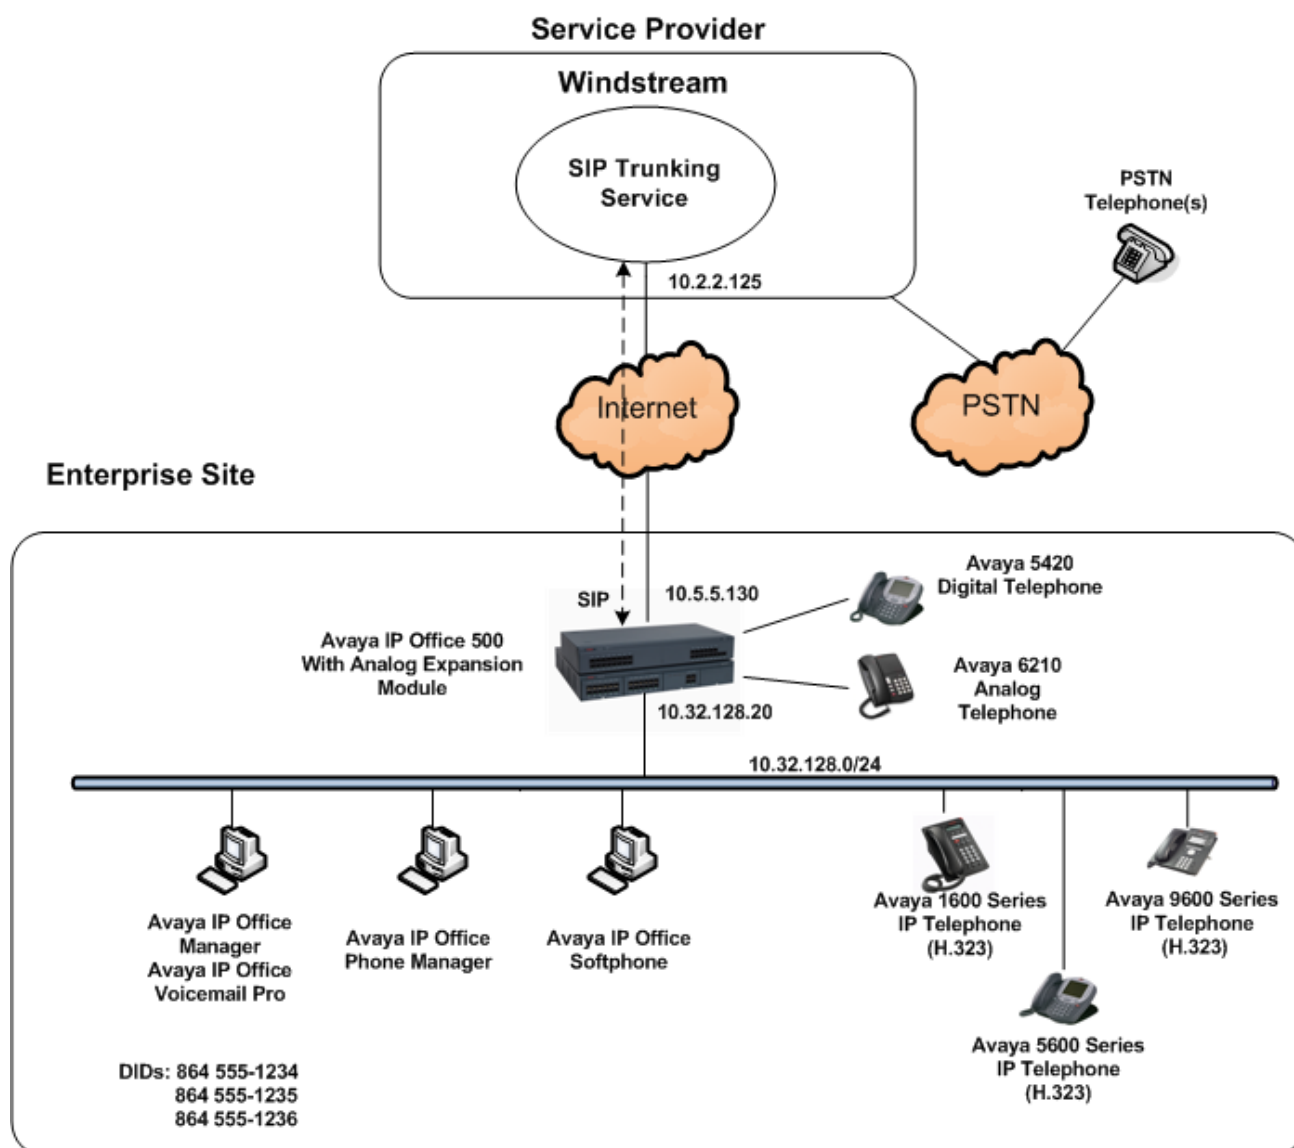 Service Provider
Windstream
SIP Trunking
Service
10.2.2.125
PSTN
Telephone(s)
Internet
PSTN
Enterprise Site
SIP
10.5.5.130
Avaya 5420
Digital Telephone
Avaya IP Office 500
With Analog Expansion
Module
Avaya 6210
Analog
Telephone
10.32.128.20
10.32.128.0/24
Avaya IP Office
Manager
Avaya IP Office
Voicemail Pro
Avaya IP Office
Phone Manager
Avaya IP Office
Softphone
Avaya 1600 Series
IP Telephone
(H.323)
Avaya 9600 Series
IP Telephone
(H.323)
Avaya 5600 Series
IP Telephone
(H.323)
DIDs: 864 555-1234
864 555-1235
864 555-1236